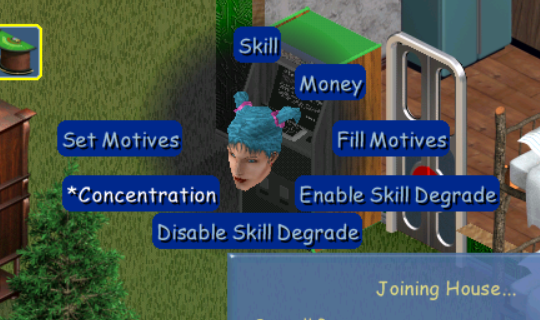 Skill
Money
Set Motives
Fill Motives
*Concentration
Enable Skill Degrade
Disable Skill Degrade
Joining House...